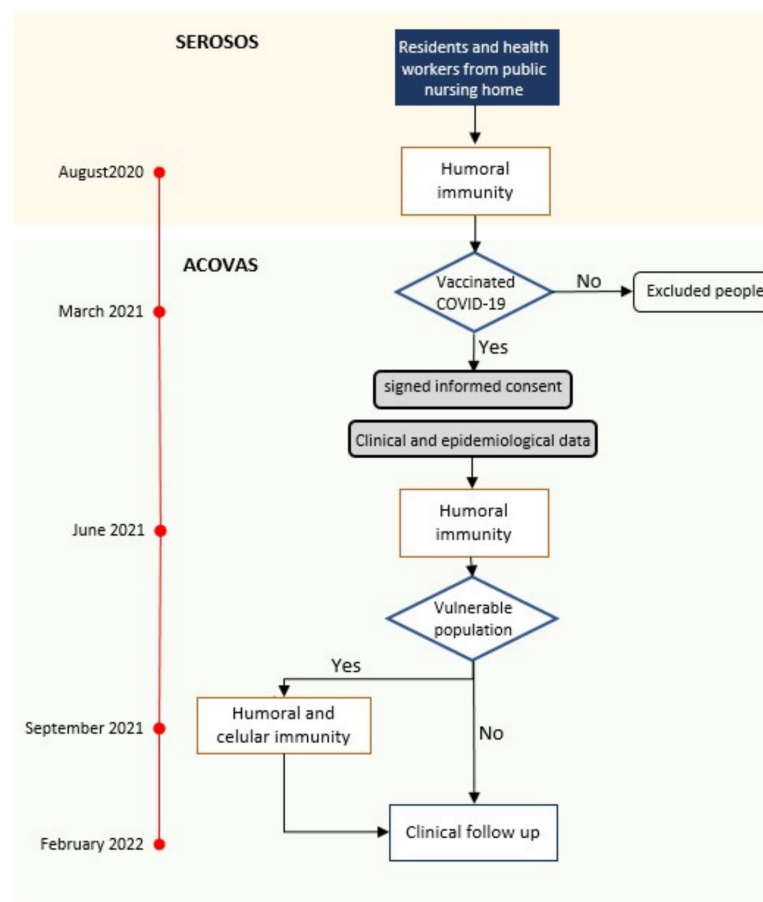 SEROSOS
Residents and health
workers from public
nursing home
August2020
Humoral
immunity
ACOVAS
March 2021
Vaccinated
COVID-19
No
Excluded people
Yes
signed informed consent
Clinical and epidemiological data
June 2021
Humoral
immunity
Vulnerable
population
Yes
September 2021
Humoral and
celular immunity
No
February 2022
Clinical follow up